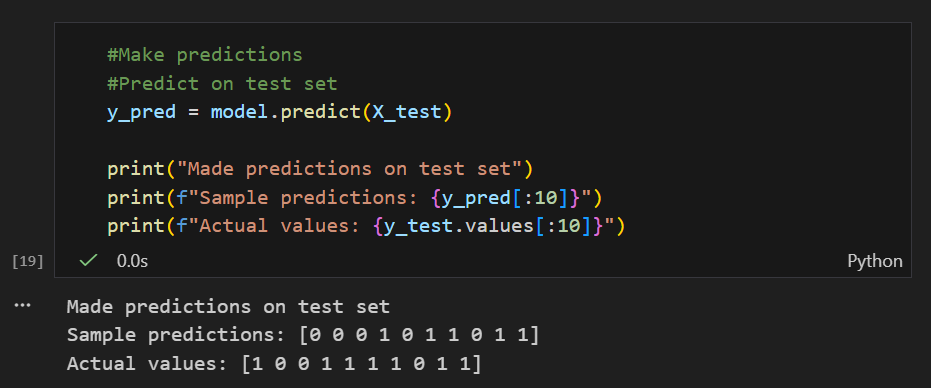 #Make predictions
#Predict on test set
y_pred = model.predict(X_test)
print("Made predictions on test set")
print(f"Sample predictions: {y_pred[:10]}")
print(f"Actual values: {y_test.values[:10]}")
[19] 0.0s Python
Made predictions on test set
Sample predictions: [0 0 0 1 0 1 1 0 1 1]
Actual values: [1 0 0 1 1 1 1 0 1 1]